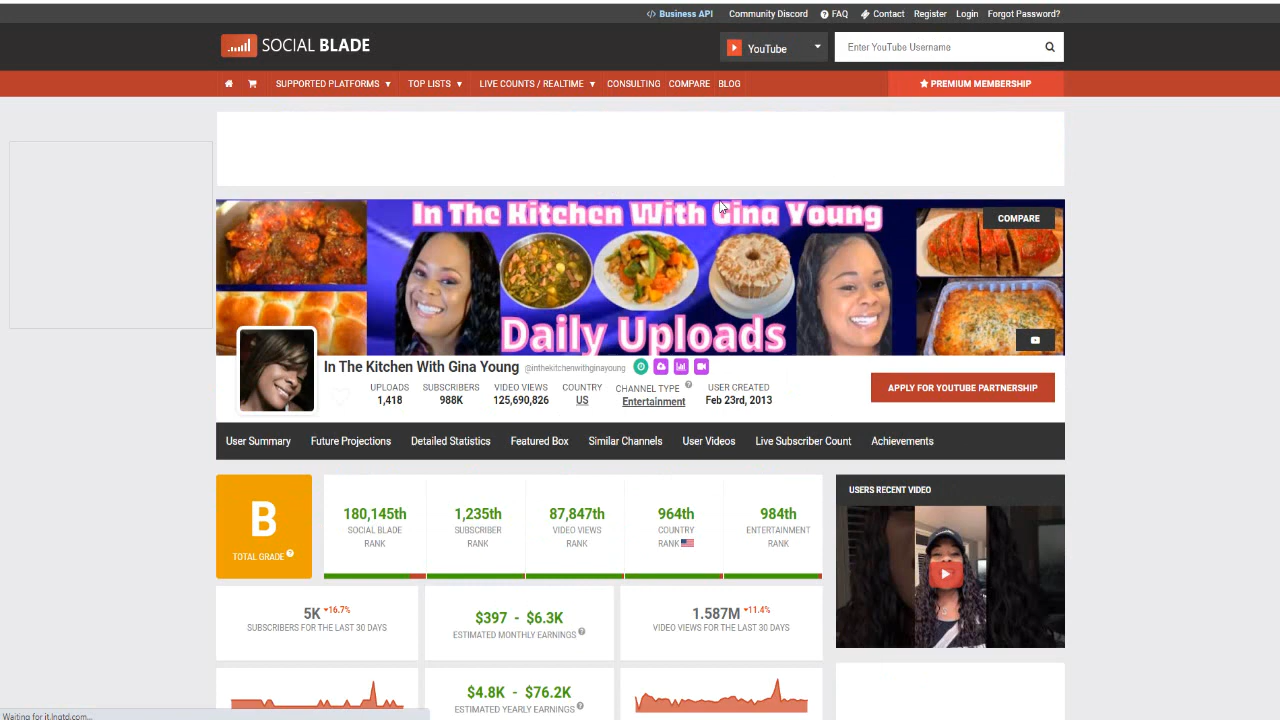 Business API Community Discord FAQ Contact Register Login Forgot Password?
SOCIAL BLADE YouTube Enter YouTube Username
SUPPORTED PLATFORMS TOP LISTS LIVE COUNTS / REALTIME CONSULTING COMPARE BLOG PREMIUM MEMBERSHIP
In The Kitchen With Gina Young
COMPARE
Daily Uploads
In The Kitchen With Gina Young @inthekitchenwithginayoung
UPLOADS SUBSCRIBERS VIDEO VIEWS COUNTRY CHANNEL TYPE USER CREATED
1,418 988K 125,690,826 US Entertainment Feb 23rd, 2013
APPLY FOR YOUTUBE PARTNERSHIP
User Summary Future Projections Detailed Statistics Featured Box Similar Channels User Videos Live Subscriber Count Achievements
B
TOTAL GRADE
180,145th 1,235th 87,847th 964th 984th
SOCIAL BLADE SUBSCRIBER VIDEO VIEWS COUNTRY ENTERTAINMENT
RANK RANK RANK RANK RANK
USERS RECENT VIDEO
5K 16.7%
SUBSCRIBERS FOR THE LAST 30 DAYS
$397 - $6.3K
ESTIMATED MONTHLY EARNINGS
1.587M 11.4%
VIDEO VIEWS FOR THE LAST 30 DAYS
$4.8K - $76.2K
ESTIMATED YEARLY EARNINGS
Waiting for it.lngtd.com...